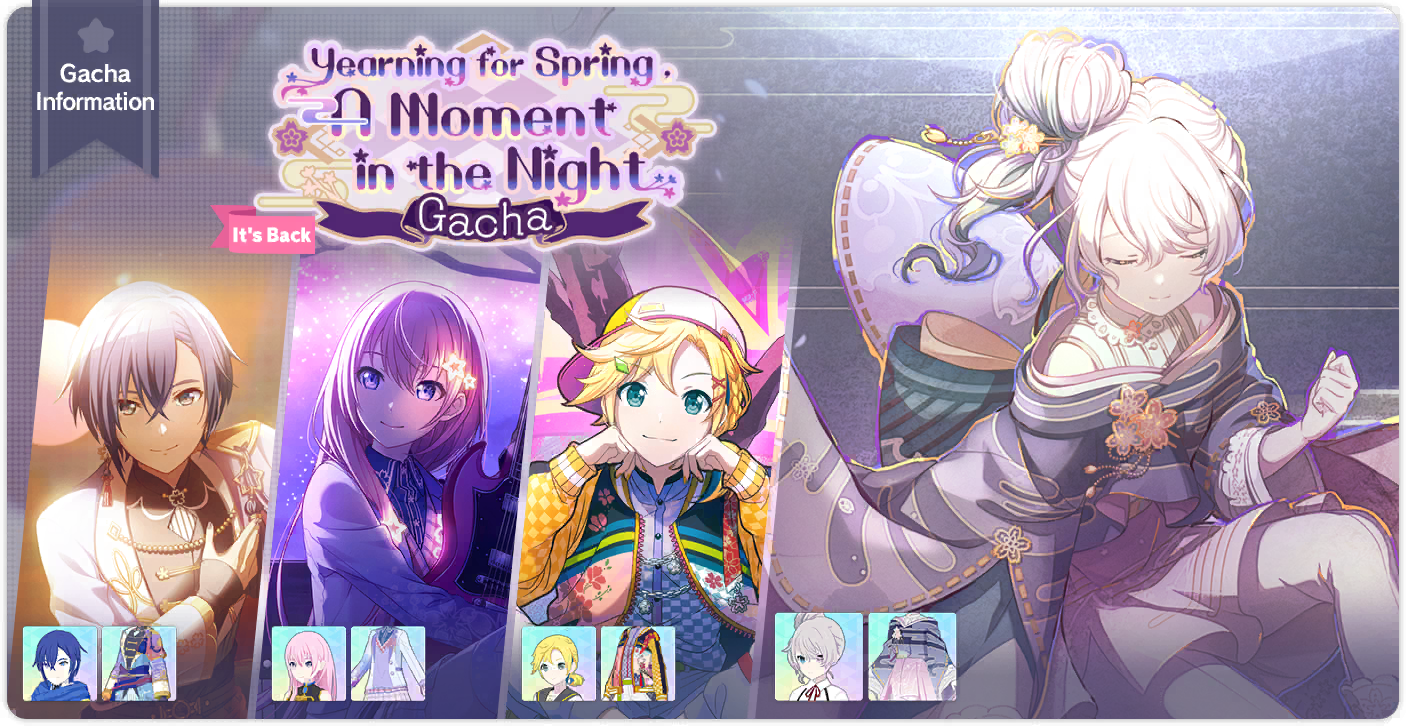 Gacha
Information
Yearning for Spring,
A Moment
in the Night
Gacha
It's Back